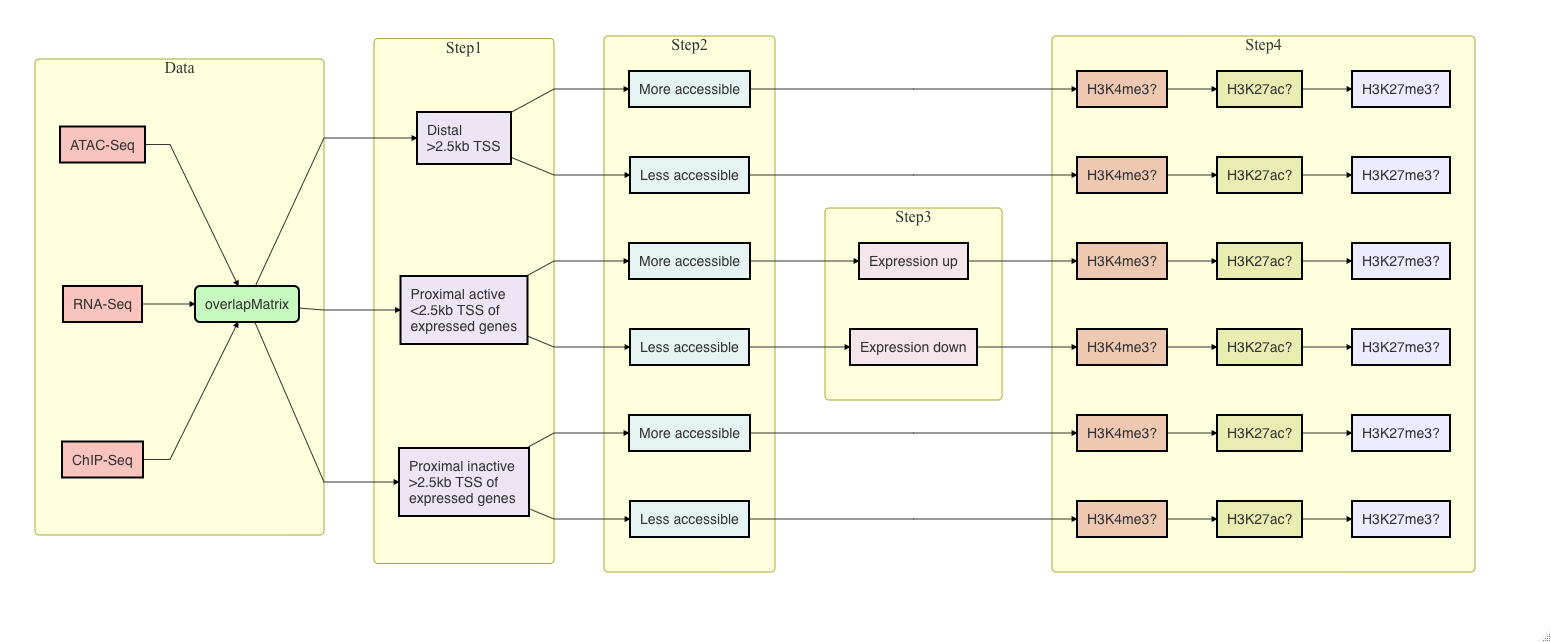 Data
ATAC-Seq
RNA-Seq
ChIP-Seq
overlapMatrix
Step1
Distal
>2.5kb TSS
Proximal active
<2.5kb TSS of
expressed genes
Proximal inactive
>2.5kb TSS of
expressed genes
Step2
More accessible
Less accessible
More accessible
Less accessible
More accessible
Less accessible
Step3
Expression up
Expression down
Step4
H3K4me3? H3K27ac? H3K27me3?
H3K4me3? H3K27ac? H3K27me3?
H3K4me3? H3K27ac? H3K27me3?
H3K4me3? H3K27ac? H3K27me3?
H3K4me3? H3K27ac? H3K27me3?
H3K4me3? H3K27ac? H3K27me3?